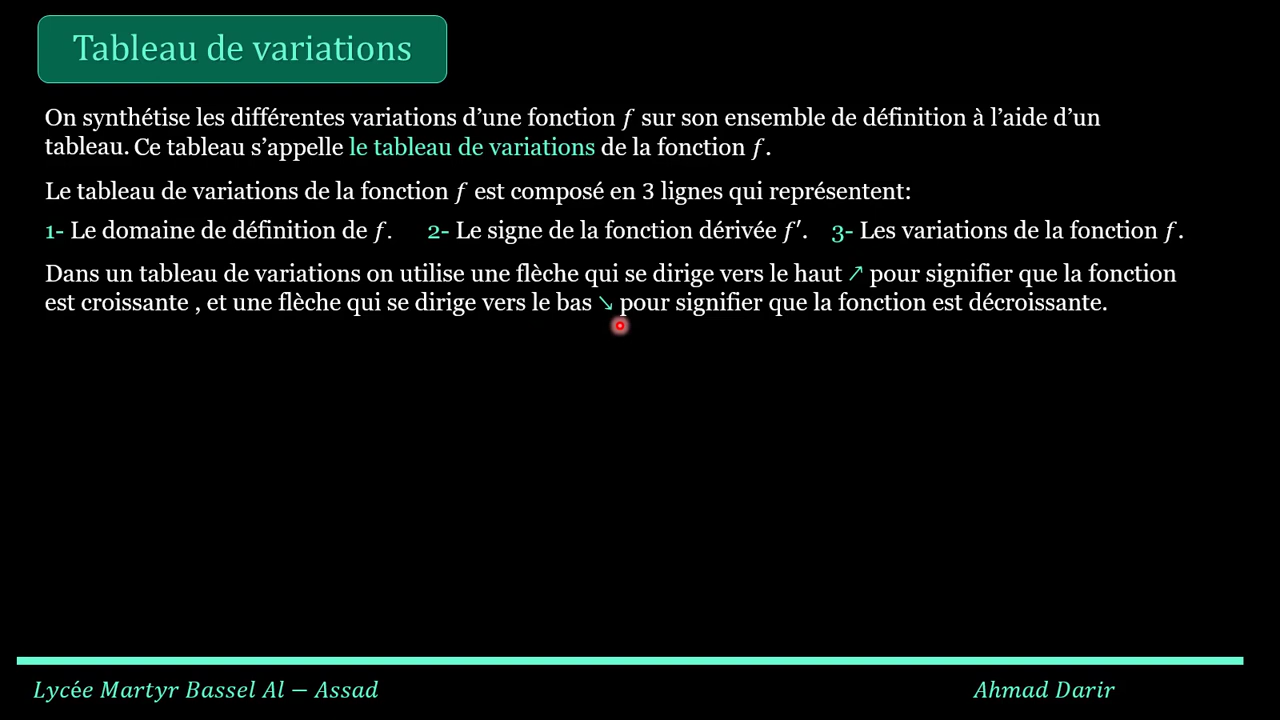 Tableau de variations
On synthétise les différentes variations d’une fonction f sur son ensemble de définition à l’aide d’un
tableau. Ce tableau s’appelle le tableau de variations de la fonction f.
Le tableau de variations de la fonction f est composé en 3 lignes qui représentent:
1- Le domaine de définition de f. 2- Le signe de la fonction dérivée f′. 3- Les variations de la fonction f.
Dans un tableau de variations on utilise une flèche qui se dirige vers le haut ↗ pour signifier que la fonction
est croissante , et une flèche qui se dirige vers le bas ↘ pour signifier que la fonction est décroissante.
Lycée Martyr Bassel Al − Assad
Ahmad Darir